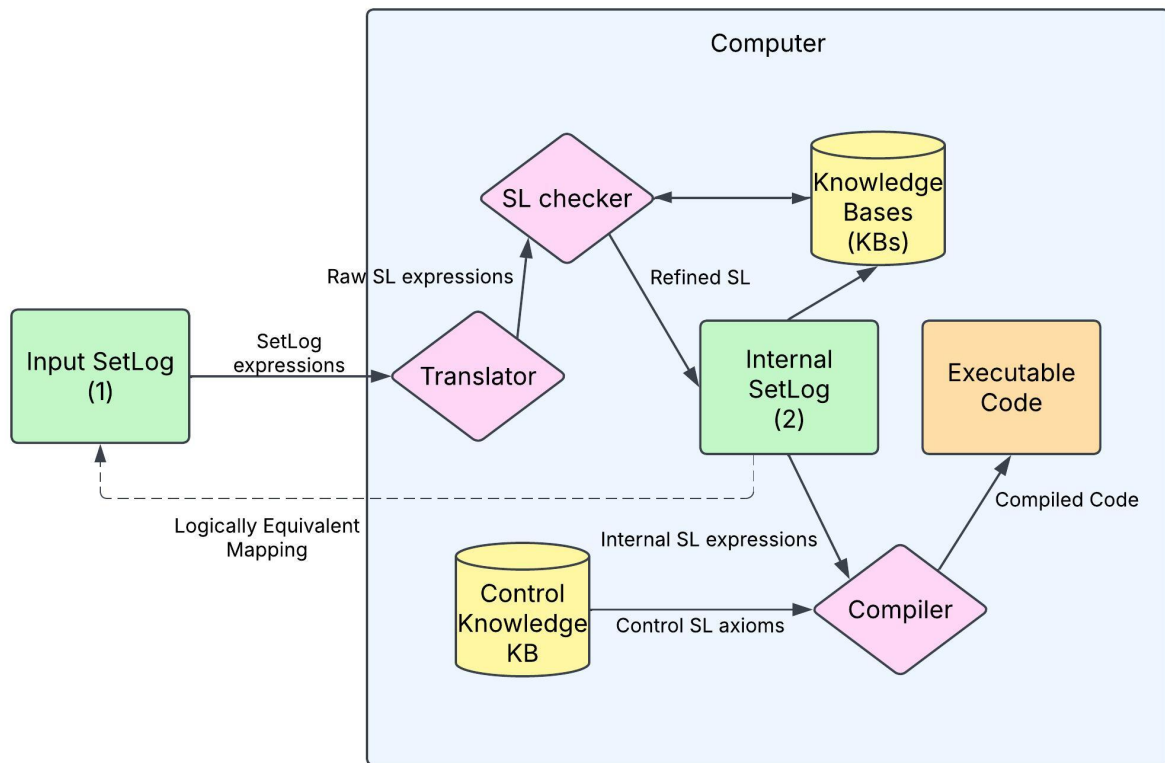 Computer
SL checker
Knowledge
Bases
(KBs)
Raw SL expressions
Refined SL
Input SetLog
(1)
SetLog
expressions
Translator
Internal
SetLog
(2)
Executable
Code
Logically Equivalent
Mapping
Internal SL expressions
Compiled Code
Control
Knowledge
KB
Control SL axioms
Compiler